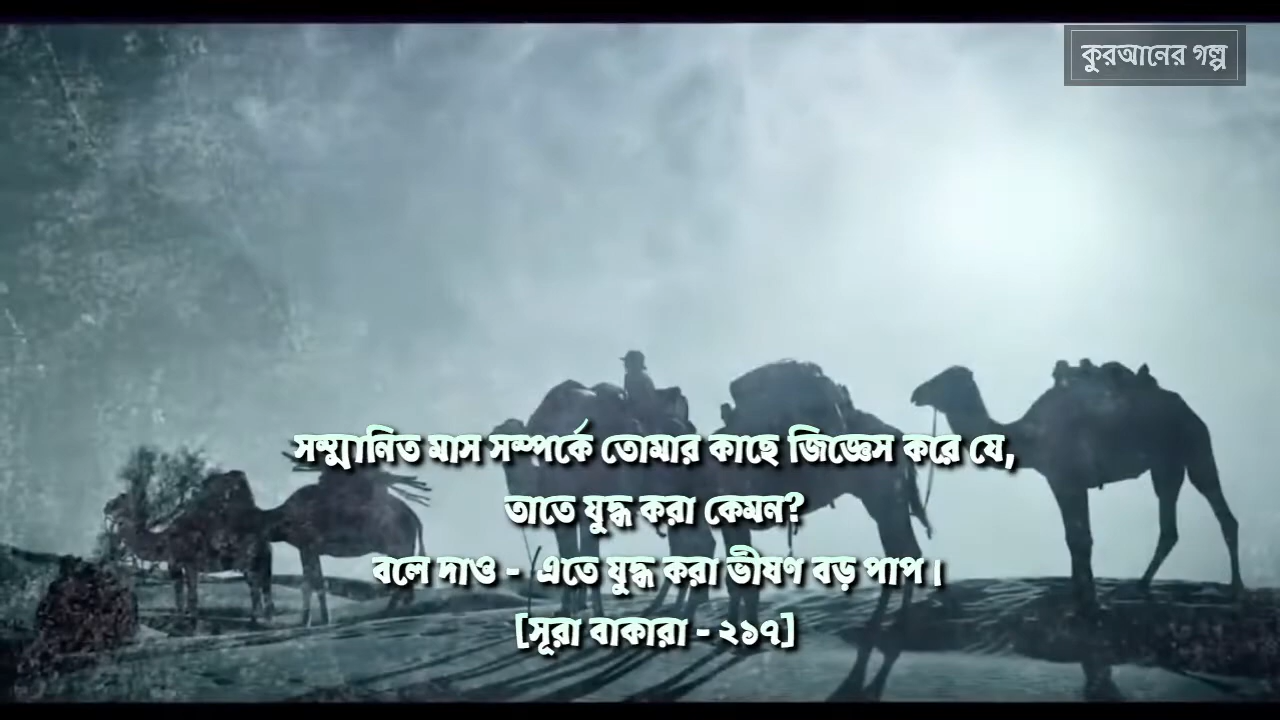 কুরআনের গল্প
সম্মানিত মাস সম্পর্কে তোমার কাছে জিজ্ঞেস করে যে,
তাতে যুদ্ধ করা কেমন?
বলে দাও - এতে যুদ্ধ করা ভীষণ বড় পাপ।
[সূরা বাকারা - ২১৭]